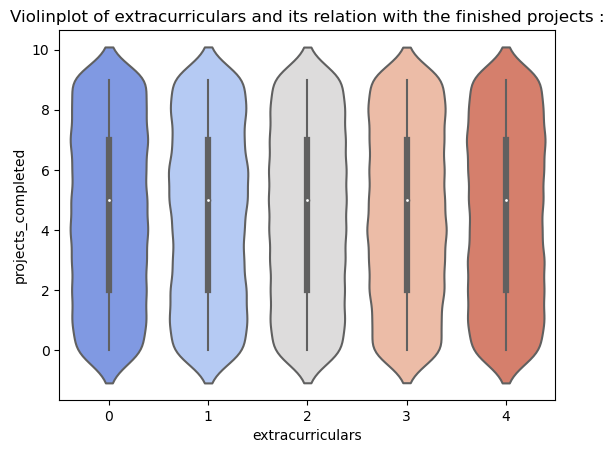 Violinplot of extracurriculars and its relation with the finished projects :
10
8
6
4
2
0
projects_completed
0 1 2 3 4
extracurriculars